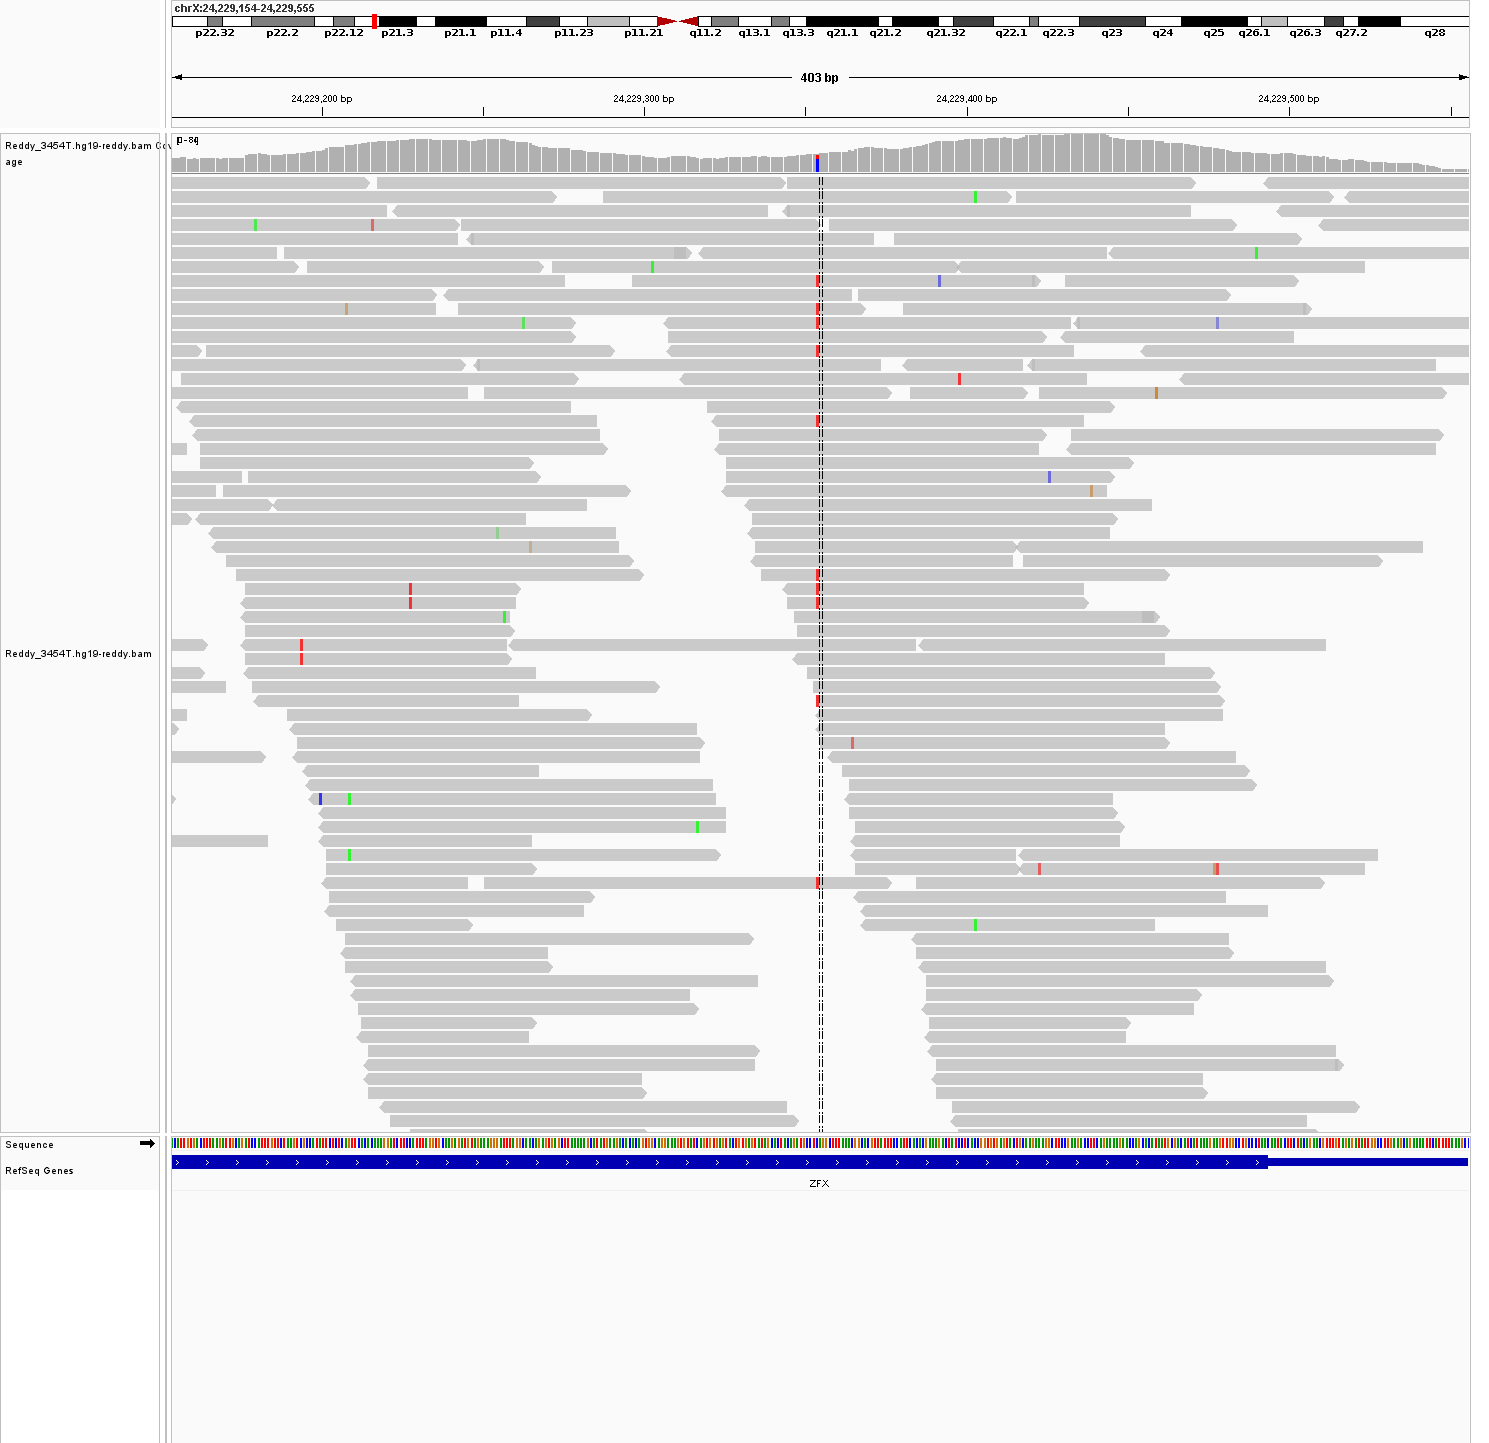 chrX:24,229,154-24,229,555
p22.32 p22.2 p22.12 p21.3 p21.1 p11.4 p11.23 p11.21 q11.2 q13.1 q13.3 q21.1 q21.2 q21.32 q22.1 q22.3 q23 q24 q25 q26.1 q26.3 q27.2 q28
403 bp
24,229,200 bp 24,229,300 bp 24,229,400 bp 24,229,500 bp
[0-84]
Reddy_3454T.hg19-reddy.bam Cov
age
Reddy_3454T.hg19-reddy.bam
Sequence
RefSeq Genes
ZFX